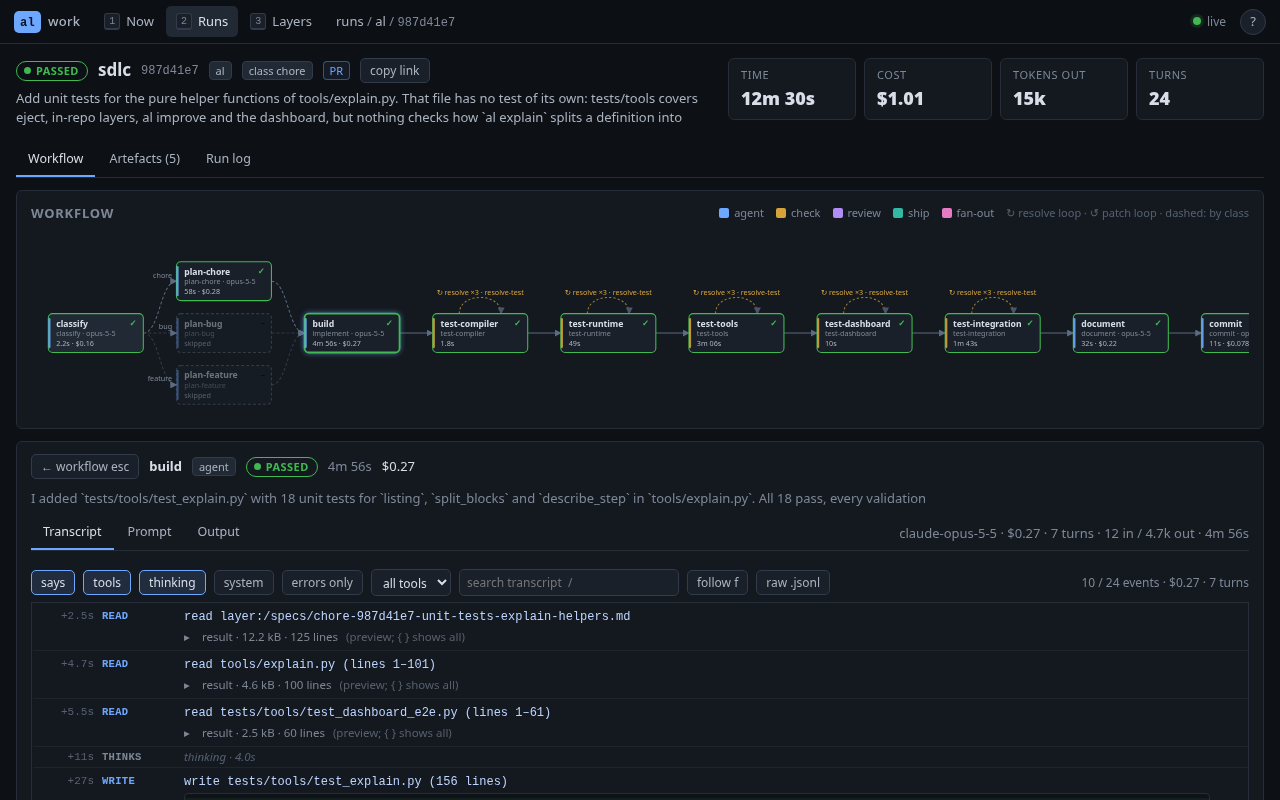 al work 1 Now 2 Runs 3 Layers runs / al / 987d41e7 live ?
PASSED sdlc 987d41e7 al class chore PR copy link
Add unit tests for the pure helper functions of tools/explain.py. That file has no test of its own: tests/tools covers
eject, in-repo layers, al improve and the dashboard, but nothing checks how `al explain` splits a definition into
TIME
12m 30s
COST
$1.01
TOKENS OUT
15k
TURNS
24
Workflow Artefacts (5) Run log
WORKFLOW agent check review ship fan-out ↻ resolve loop · ↺ patch loop · dashed: by class
chore
plan-chore ✓
plan-chore · opus-5-5
58s · $0.28
classify ✓
classify · opus-5-5
2.2s · $0.16
bug
plan-bug
plan-bug
skipped
feature
plan-feature
plan-feature
skipped
build ✓
implement · opus-5-5
4m 56s · $0.27
↻ resolve ×3 · resolve-test
test-compiler ✓
test-compiler
1.8s
↻ resolve ×3 · resolve-test
test-runtime ✓
test-runtime
49s
↻ resolve ×3 · resolve-test
test-tools ✓
test-tools
3m 06s
↻ resolve ×3 · resolve-test
test-dashboard ✓
test-dashboard
10s
↻ resolve ×3 · resolve-test
test-integration ✓
test-integration
1m 43s
document ✓
document · opus-5-5
32s · $0.22
commit
commit · op
11s · $0.078
← workflow esc build agent PASSED 4m 56s $0.27
I added `tests/tools/test_explain.py` with 18 unit tests for `listing`, `split_blocks` and `describe_step` in `tools/explain.py`. All 18 pass, every validation
Transcript Prompt Output claude-opus-5-5 · $0.27 · 7 turns · 12 in / 4.7k out · 4m 56s
says tools thinking system errors only all tools search transcript / follow f raw .jsonl 10 / 24 events · $0.27 · 7 turns
+2.5s READ read layer:/specs/chore-987d41e7-unit-tests-explain-helpers.md
▸ result · 12.2 kB · 125 lines (preview; { } shows all)
+4.7s READ read tools/explain.py (lines 1–101)
▸ result · 4.6 kB · 100 lines (preview; { } shows all)
+5.5s READ read tests/tools/test_dashboard_e2e.py (lines 1–61)
▸ result · 2.5 kB · 60 lines (preview; { } shows all)
+11s THINKS thinking · 4.0s
+27s WRITE write tests/tools/test_explain.py (156 lines)